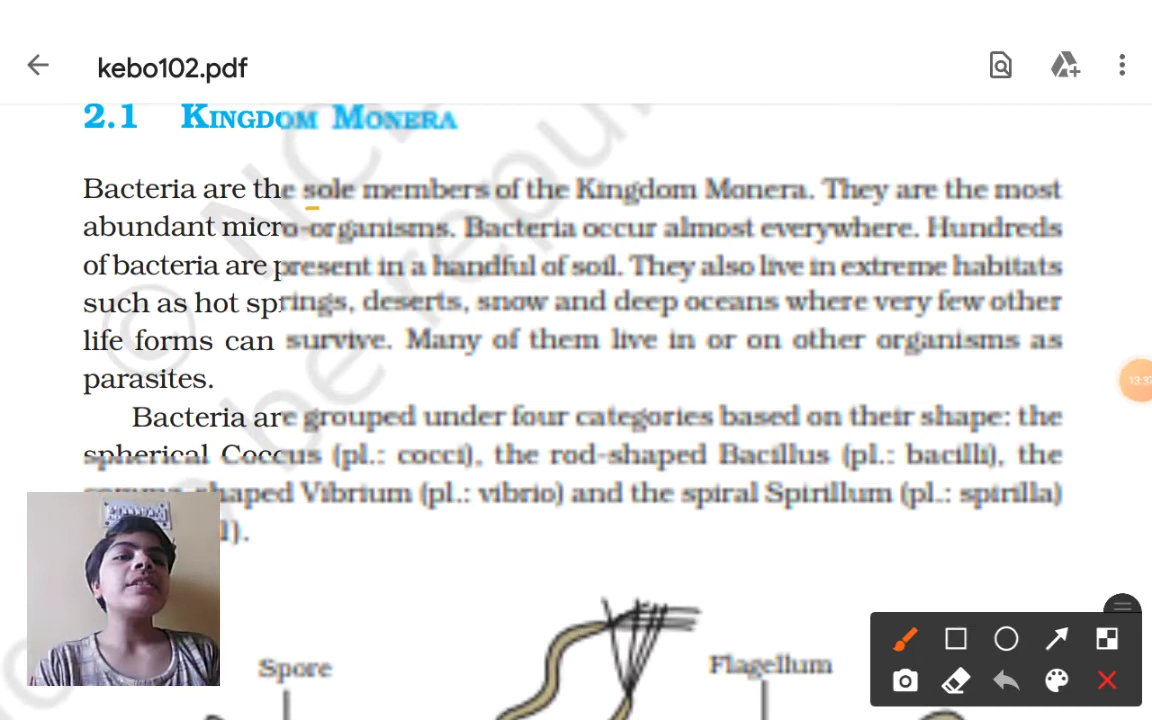 kebo102.pdf
2.1 KINGDOM MONERA
Bacteria are the sole members of the Kingdom Monera. They are the most
abundant micro-organisms. Bacteria occur almost everywhere. Hundreds
of bacteria are present in a handful of soil. They also live in extreme habitats
such as hot springs, deserts, snow and deep oceans where very few other
life forms can survive. Many of them live in or on other organisms as
parasites.
Bacteria are grouped under four categories based on their shape: the
spherical Coccus (pl.: cocci), the rod-shaped Bacillus (pl.: bacilli), the
comma-shaped Vibrium (pl.: vibrio) and the spiral Spirillum (pl.: spirilla)
).
13:37
Spore
Flagellum